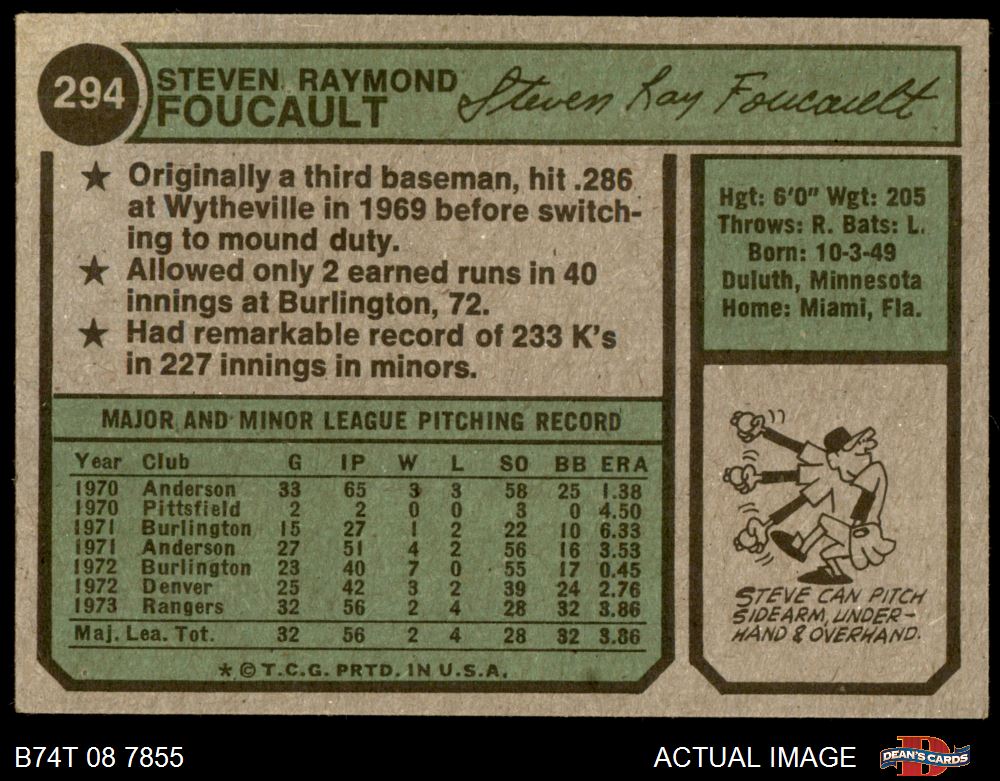 294
STEVEN RAYMOND
FOUCAULT
Steven Ray Foucault
★ Originally a third baseman, hit .286
at Wytheville in 1969 before switch-
ing to mound duty.
★ Allowed only 2 earned runs in 40
innings at Burlington, 72.
★ Had remarkable record of 233 K's
in 227 innings in minors.
Hgt: 6'0" Wgt: 205
Throws: R. Bats: L.
Born: 10-3-49
Duluth, Minnesota
Home: Miami, Fla.
MAJOR AND MINOR LEAGUE PITCHING RECORD
Year Club G IP W L SO BB ERA
1970 Anderson 33 65 3 3 58 25 1.38
1970 Pittsfield 2 2 0 0 3 0 4.50
1971 Burlington 15 27 1 2 22 10 6.33
1971 Anderson 27 51 4 2 56 16 3.53
1972 Burlington 23 40 7 0 55 17 0.45
1972 Denver 25 42 3 2 39 24 2.76
1973 Rangers 32 56 2 4 28 32 3.86
Maj. Lea. Tot. 32 56 2 4 28 32 3.86
* © T.C.G. PRTD. IN U.S.A.
STEVE CAN PITCH
SIDEARM, UNDER-
HAND & OVERHAND.
B74T 08 7855
ACTUAL IMAGE
DEAN'S CARDS